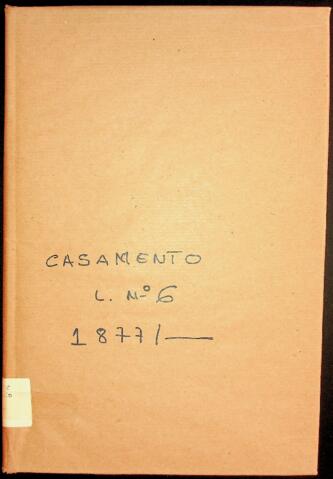 CASAMENTO
L. Nº 6
1877/—